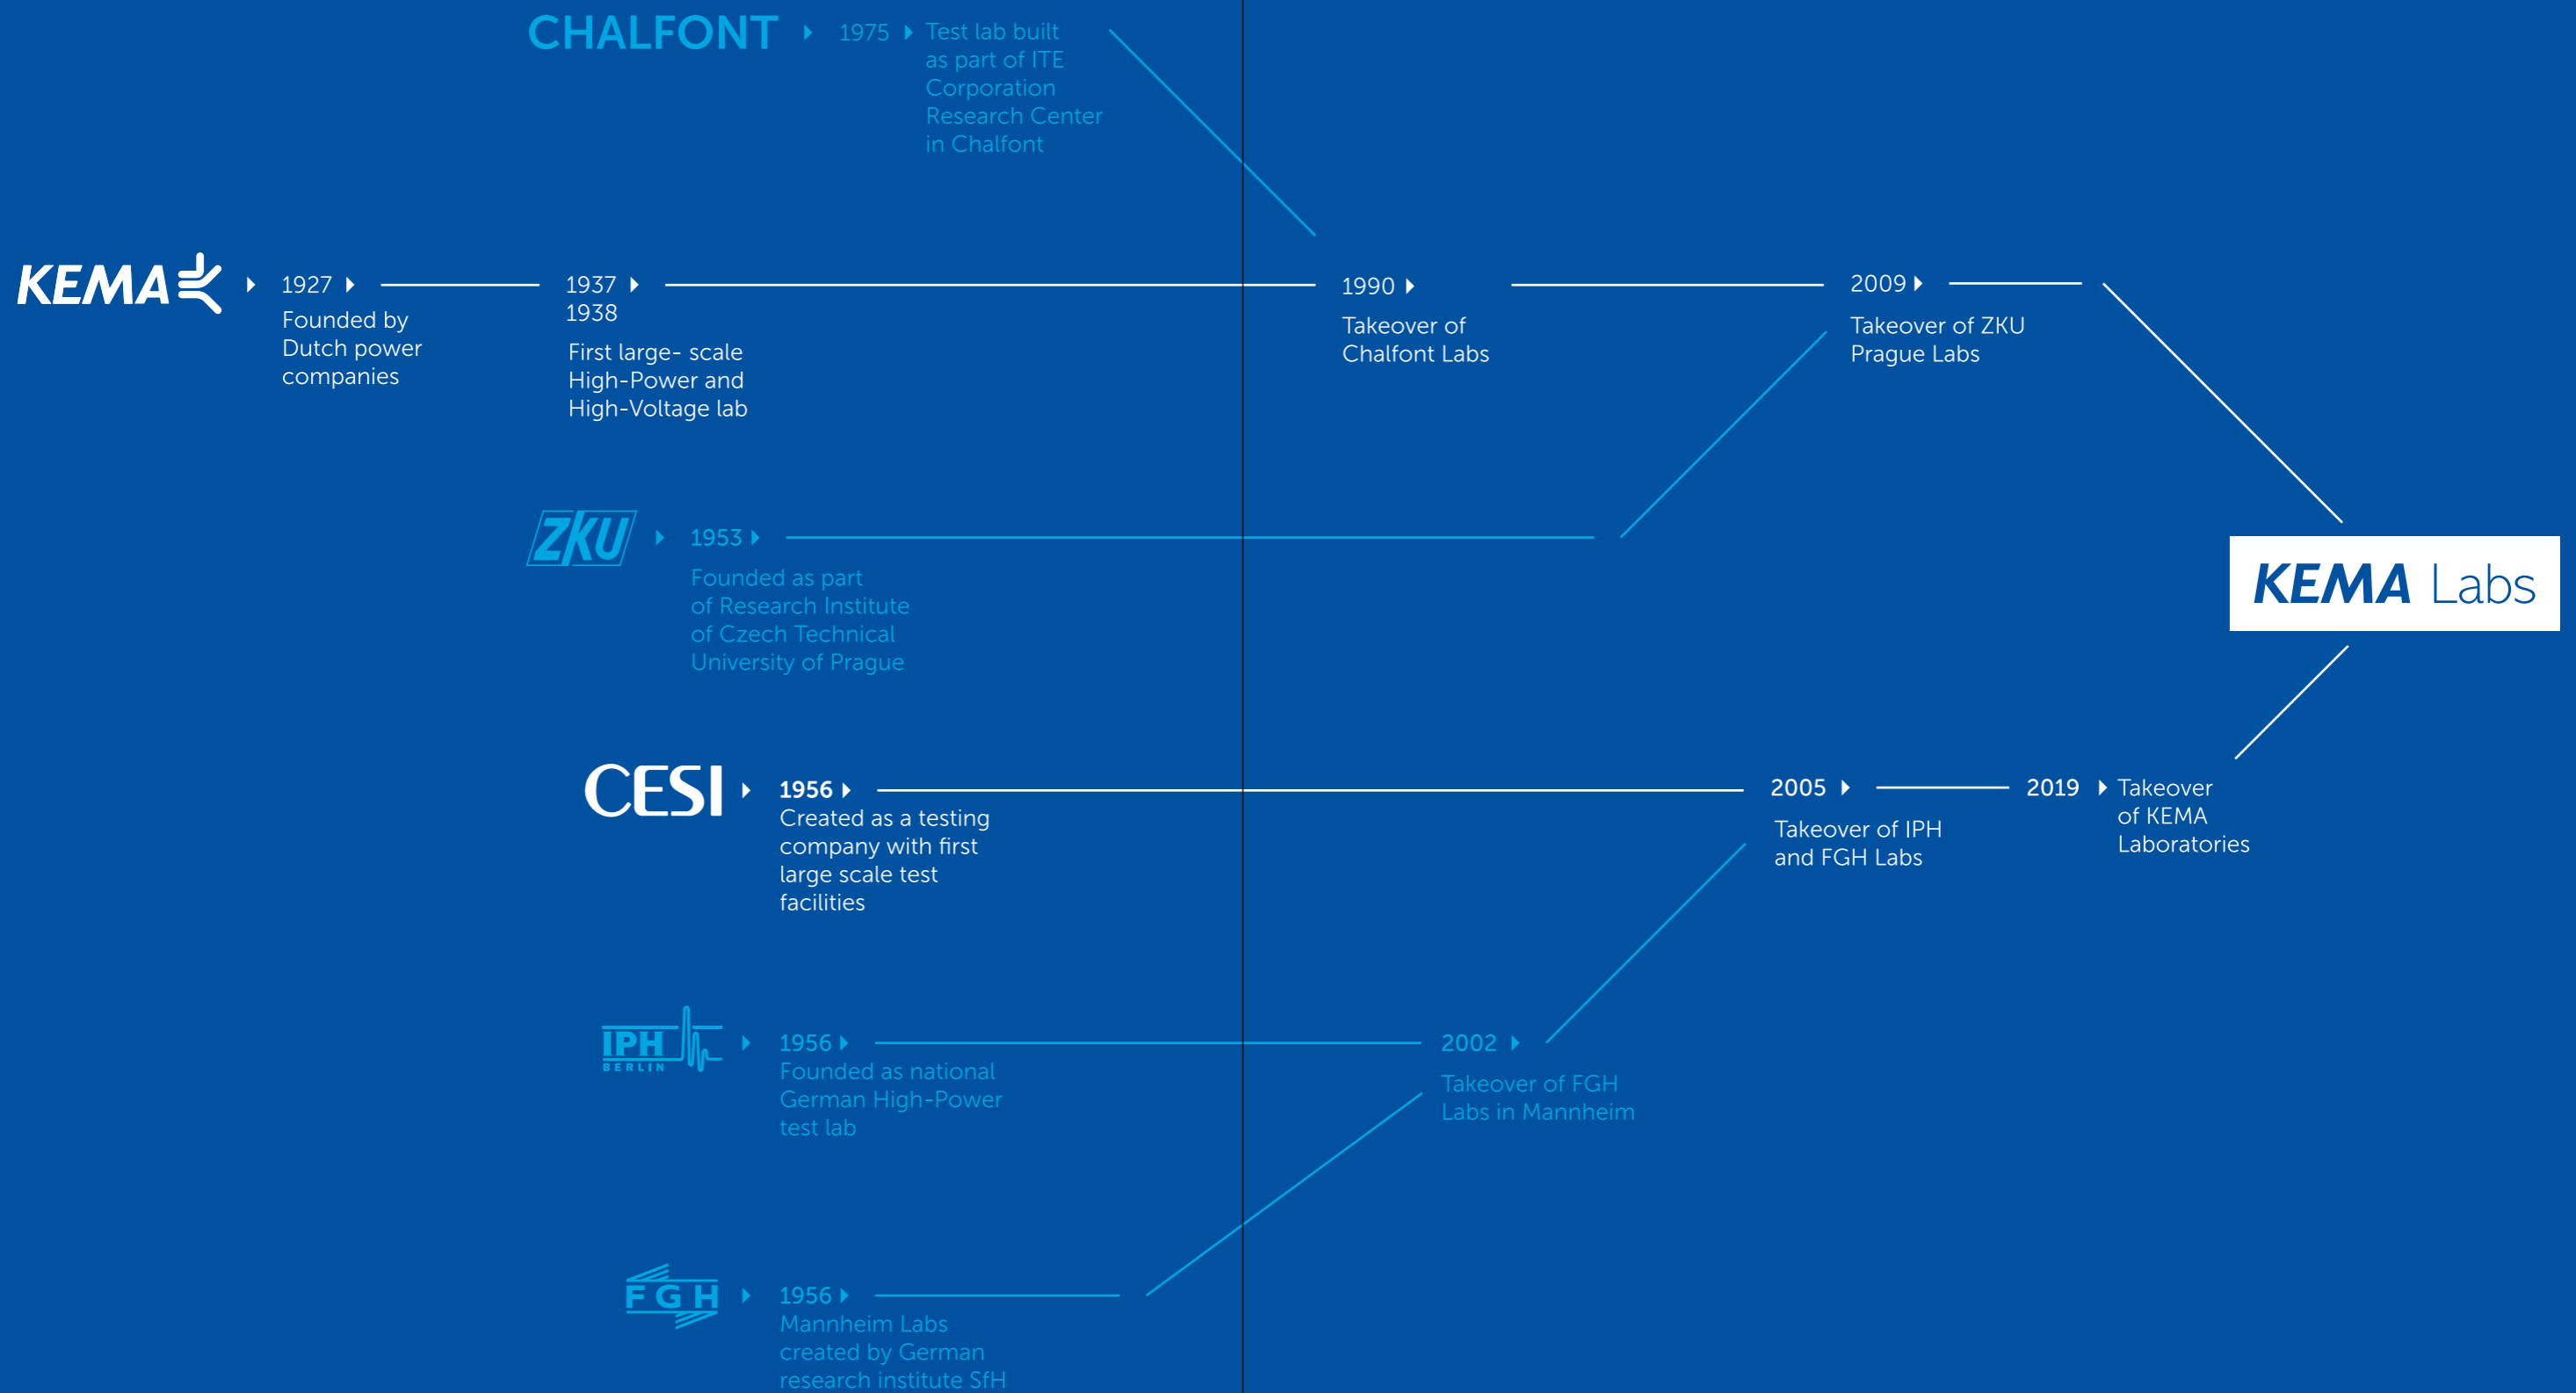 CHALFONT
1975
Test lab built
as part of ITE
Corporation
Research Center
in Chalfont
KEMA
1927
Founded by
Dutch power
companies
1937
1938
First large- scale
High-Power and
High-Voltage lab
1990
Takeover of
Chalfont Labs
2009
Takeover of ZKU
Prague Labs
ZKU
1953
Founded as part
of Research Institute
of Czech Technical
University of Prague
KEMA Labs
CESI
1956
Created as a testing
company with first
large scale test
facilities
2005
Takeover of IPH
and FGH Labs
2019
Takeover
of KEMA
Laboratories
IPH
BERLIN
1956
Founded as national
German High-Power
test lab
2002
Takeover of FGH
Labs in Mannheim
FGH
1956
Mannheim Labs
created by German
research institute SfH